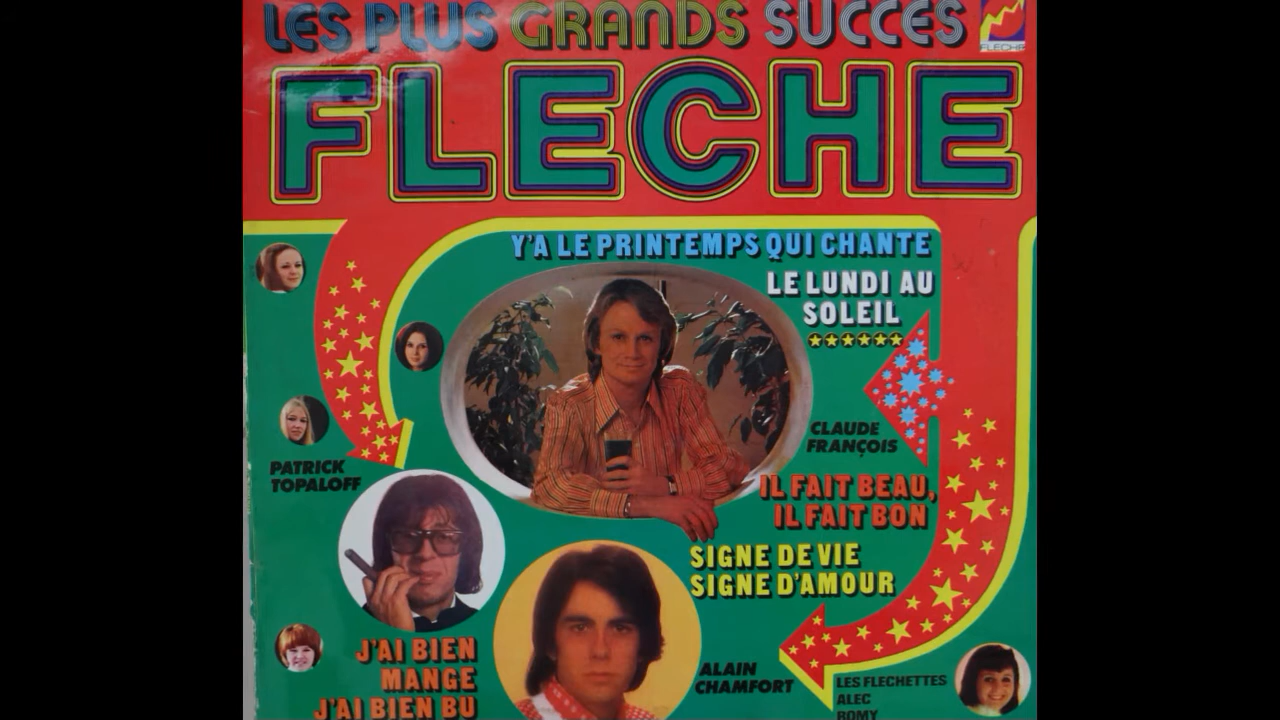 LES PLUS GRANDS SUCCES
FLECHE
FLECHE
Y'A LE PRINTEMPS QUI CHANTE
LE LUNDI AU
SOLEIL
CLAUDE
FRANÇOIS
PATRICK
TOPALOFF
IL FAIT BEAU,
IL FAIT BON
SIGNE DE VIE
SIGNE D'AMOUR
J'AI BIEN
MANGE
J'AI BIEN BU
ALAIN
CHAMFORT
LES FLECHETTES
ALEC
ROMY